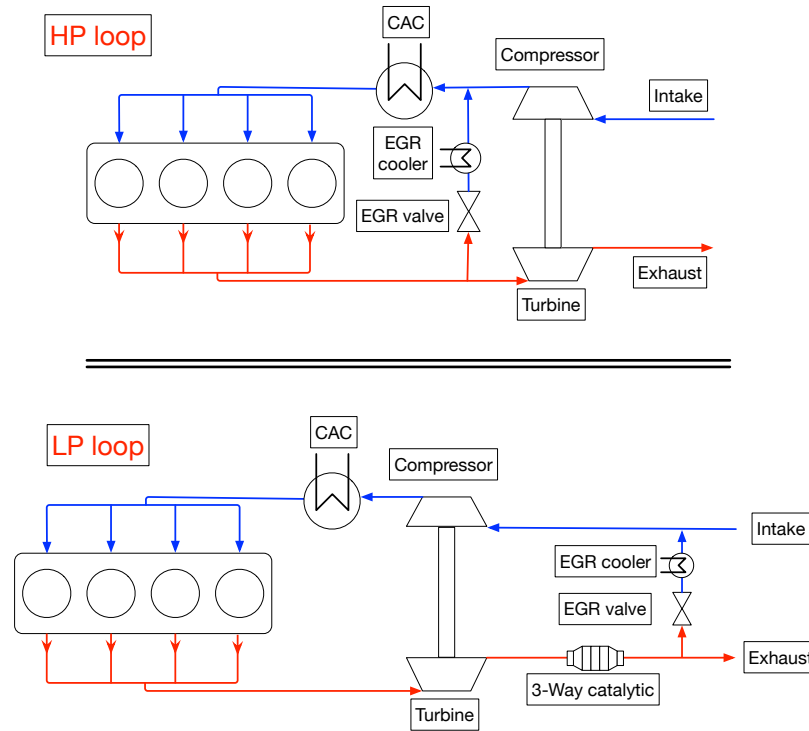 HP loop
CAC
Compressor
Intake
EGR
cooler
EGR valve
Exhaust
Turbine
LP loop
CAC
Compressor
Intake
EGR cooler
EGR valve
Exhaust
3-Way catalytic
Turbine